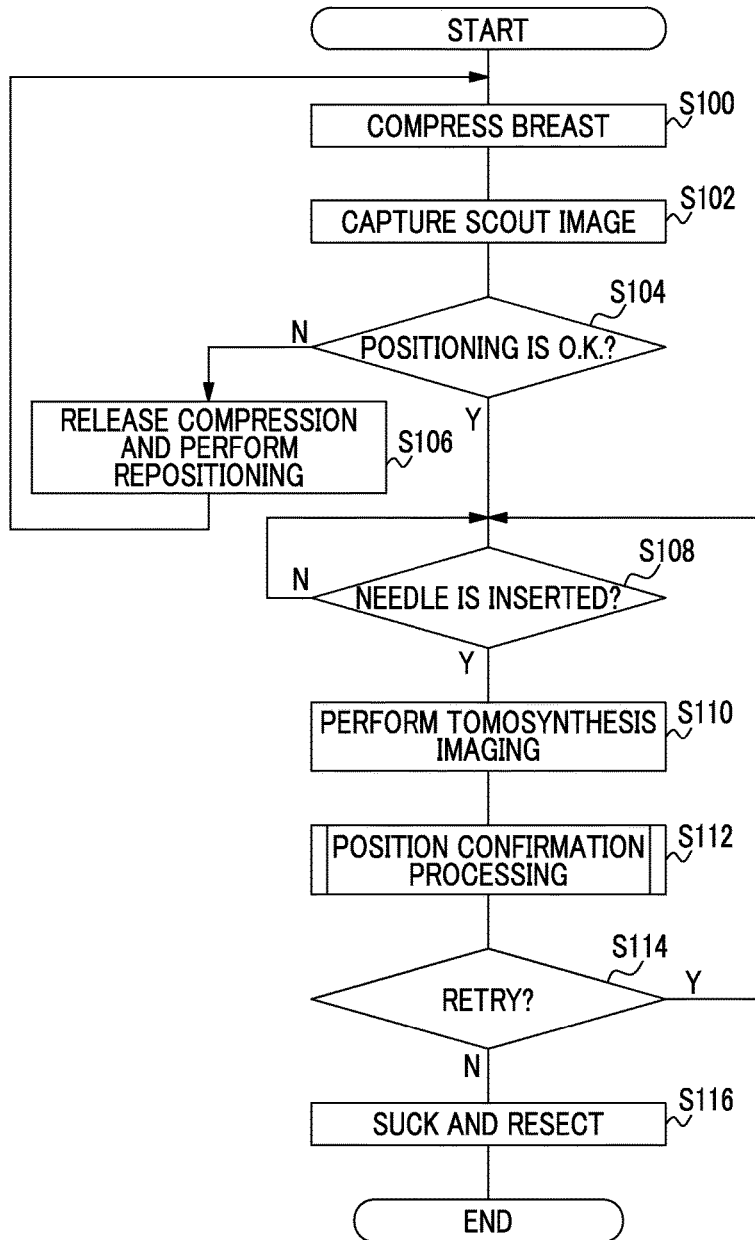 START
S100
COMPRESS BREAST
S102
CAPTURE SCOUT IMAGE
S104
N
POSITIONING IS O.K.?
Y
RELEASE COMPRESSION
AND PERFORM
REPOSITIONING
S106
S108
N
NEEDLE IS INSERTED?
Y
S110
PERFORM TOMOSYNTHESIS
IMAGING
S112
POSITION CONFIRMATION
PROCESSING
S114
Y
RETRY?
N
S116
SUCK AND RESECT
END